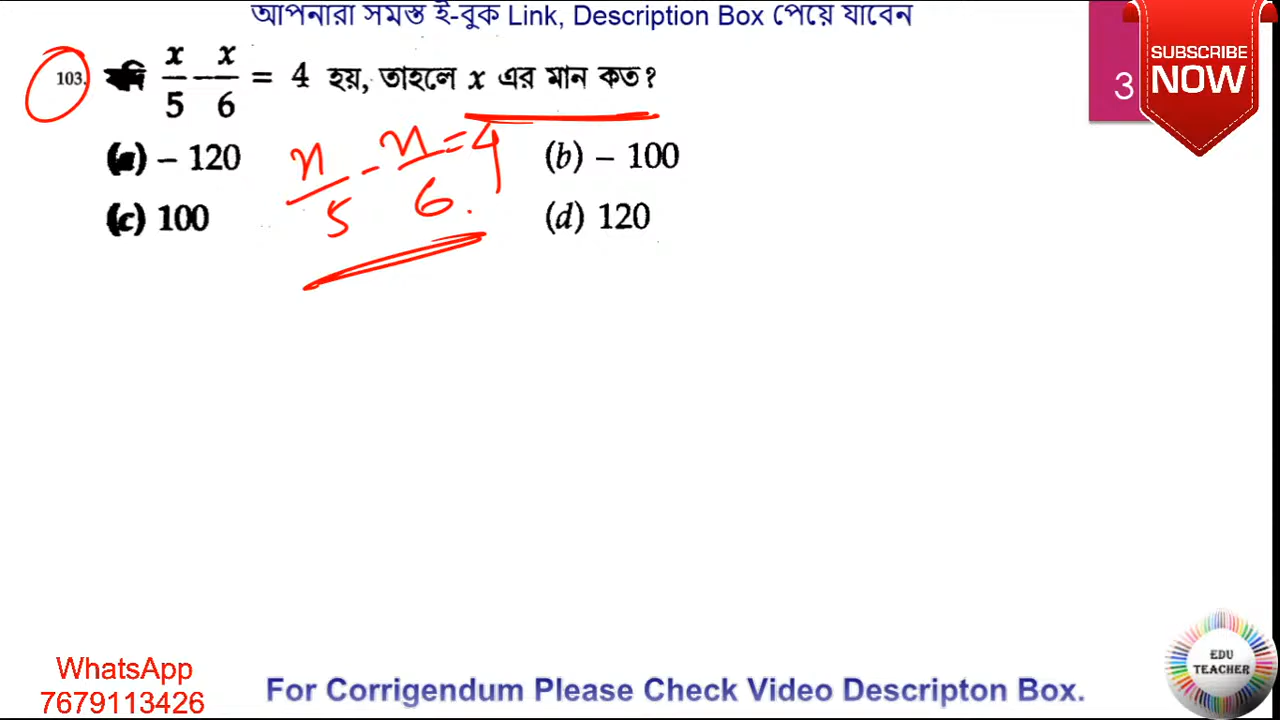 আপনারা সমস্ত ই-বুক Link, Description Box পেয়ে যাবেন
SUBSCRIBE
NOW
3
103. যদি x/5 - x/6 = 4 হয়, তাহলে x এর মান কত?
(a) – 120
(b) – 100
(c) 100
(d) 120
x/5 - x/6 = 4
EDU
TEACHER
WhatsApp
7679113426
For Corrigendum Please Check Video Descripton Box.